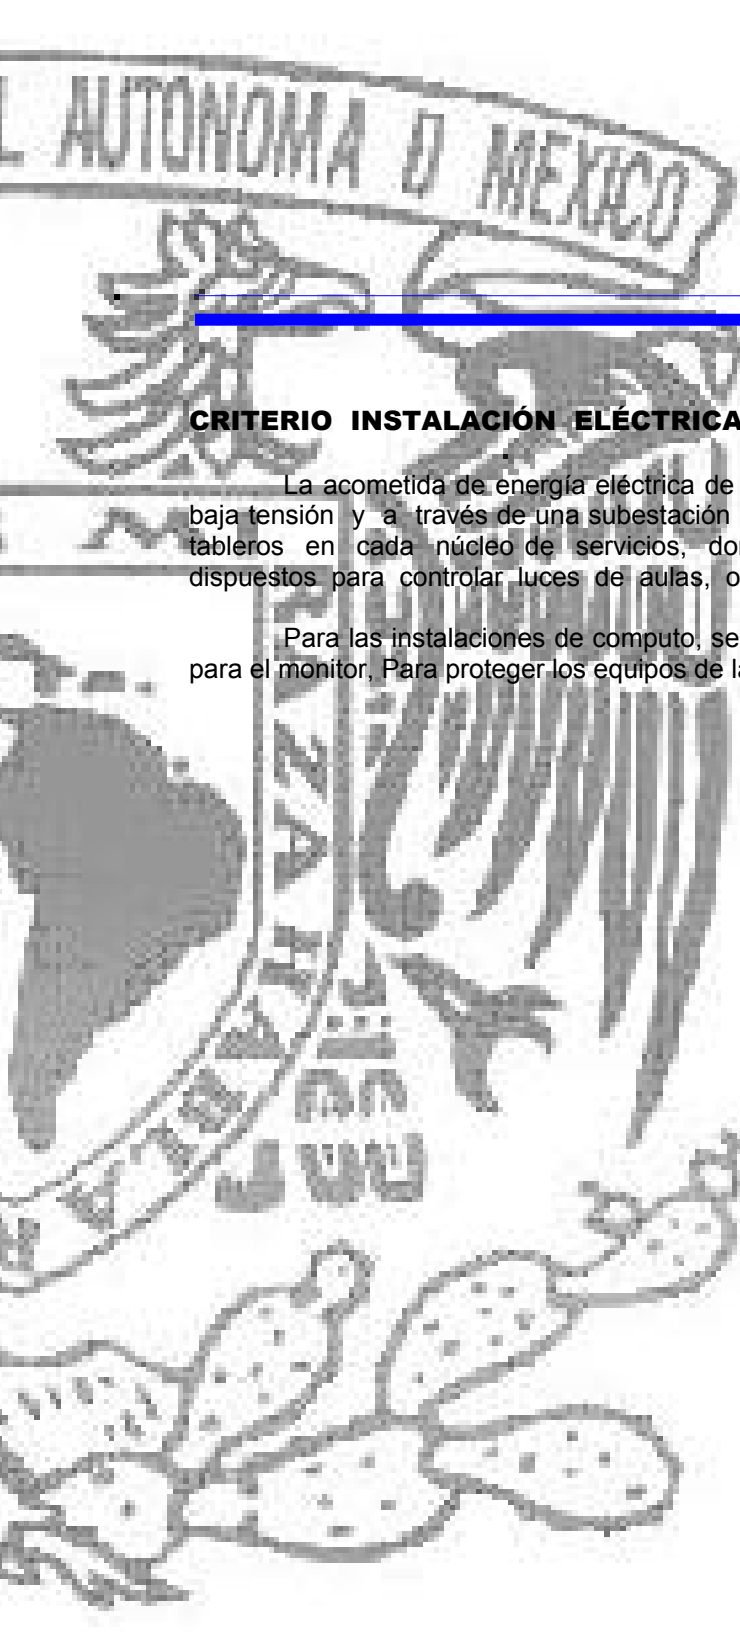 L AUTONOMA D MEXICO
CRITERIO INSTALACIÓN ELÉCTRICA
La acometida de energía eléctrica de
baja tensión y a través de una subestación
tableros en cada núcleo de servicios,
dispuestos para controlar luces de aulas,
Para las instalaciones de computo, se
para el monitor, Para proteger los equipos de
RAZA HABLARA